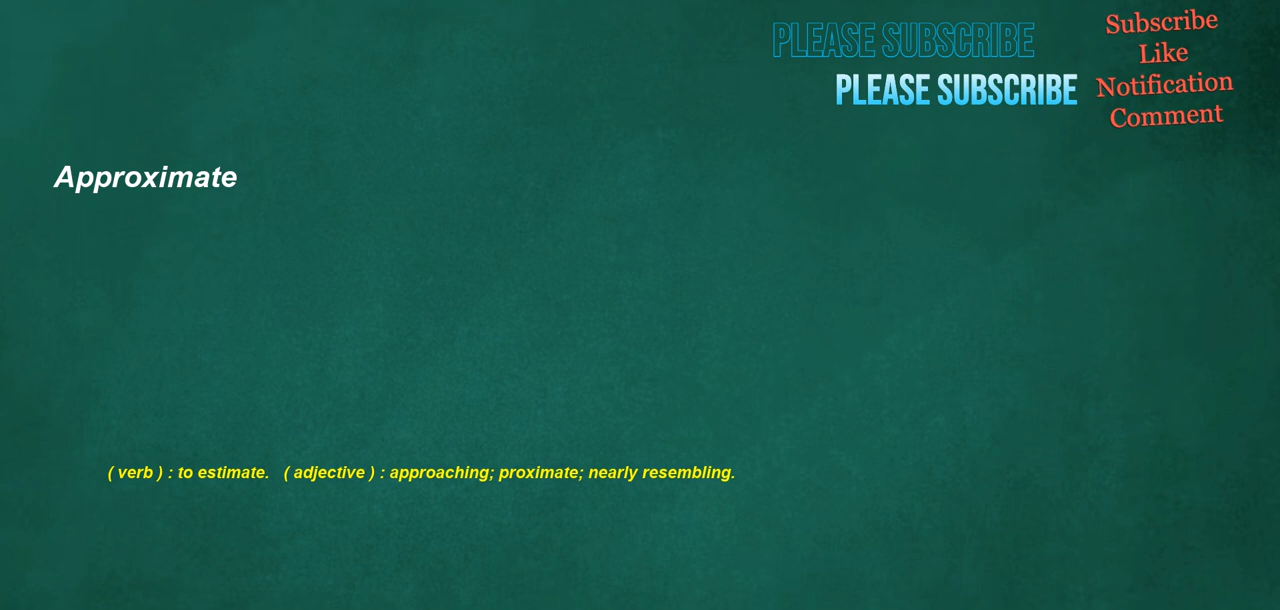 PLEASE SUBSCRIBE
PLEASE SUBSCRIBE
Subscribe
Like
Notification
Comment
Approximate
( verb ) : to estimate.   ( adjective ) : approaching; proximate; nearly resembling.